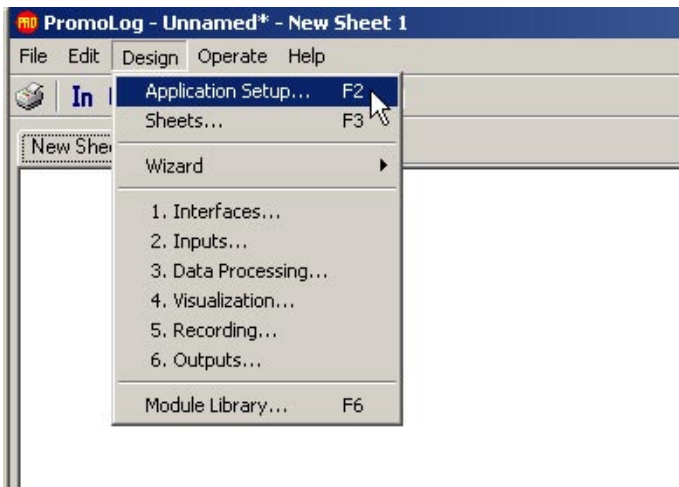 PromoLog - Unnamed* - New Sheet 1
File Edit Design Operate Help
In
New
Application Setup... F2
Sheets... F3
Wizard
1. Interfaces...
2. Inputs...
3. Data Processing...
4. Visualization...
5. Recording...
6. Outputs...
Module Library... F6